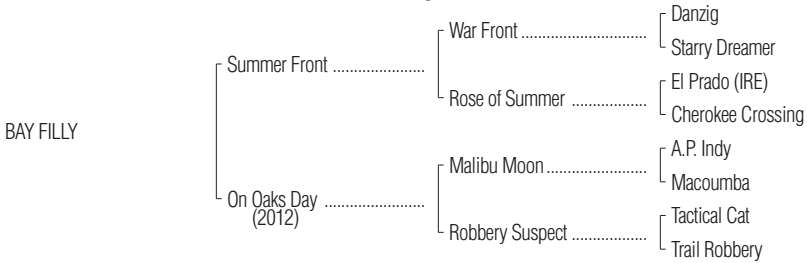 BAY FILLY
Summer Front ......................
On Oaks Day ........................
(2012)
War Front ..............................
Rose of Summer ..................
Malibu Moon ........................
Robbery Suspect ..................
Danzig
Starry Dreamer
El Prado (IRE)
Cherokee Crossing
A.P. Indy
Macoumba
Tactical Cat
Trail Robbery